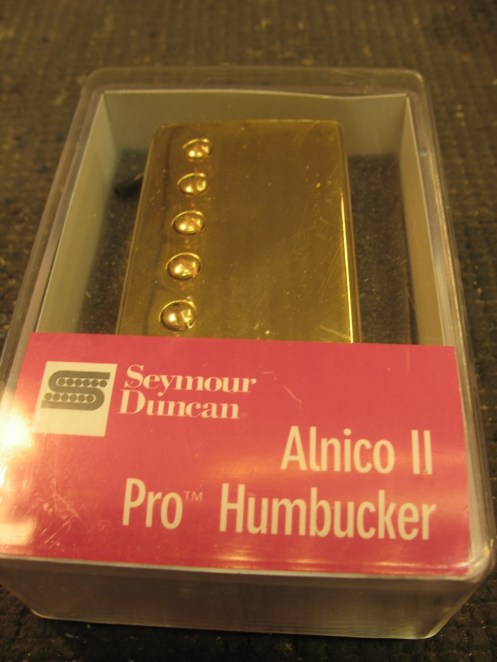 Seymour
Duncan
Alnico II
Pro™ Humbucker